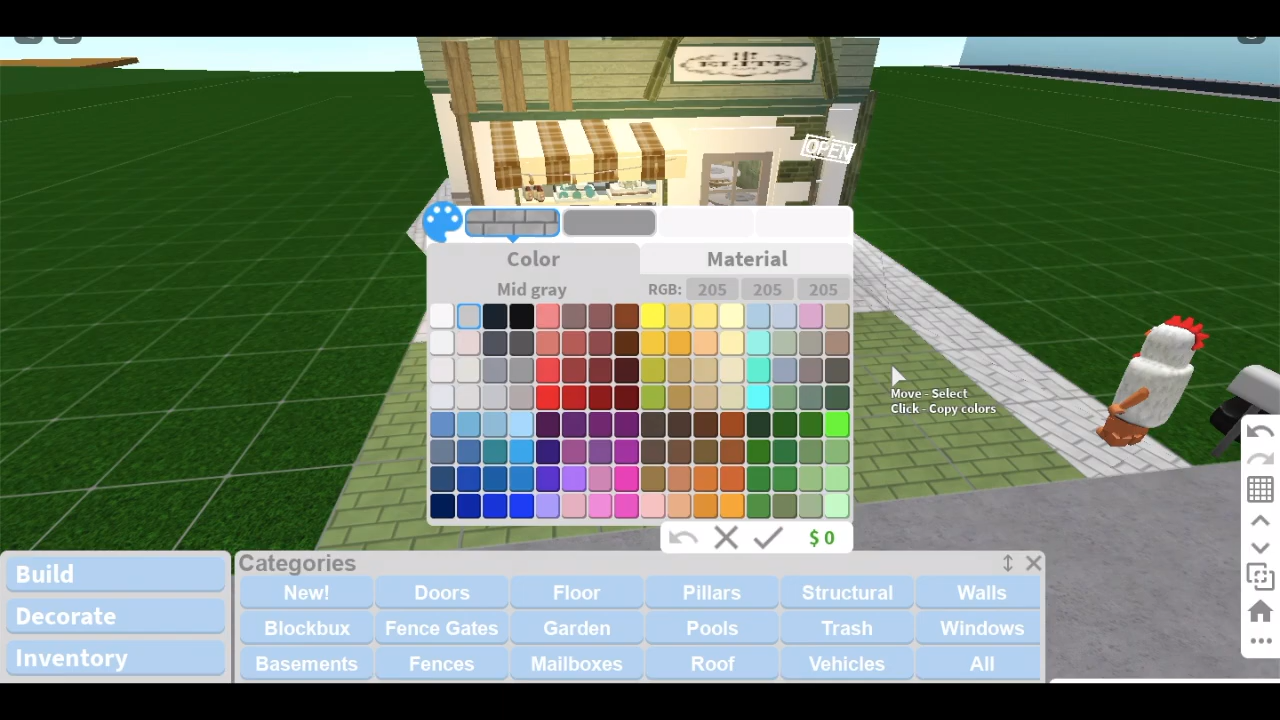 ELITE
OPEN
Color
Material
Mid gray
RGB: 205 205 205
Move - Select
Click - Copy colors
$ 0
Build
Decorate
Inventory
Categories
New! Doors Floor Pillars Structural Walls
Blockbux Fence Gates Garden Pools Trash Windows
Basements Fences Mailboxes Roof Vehicles All